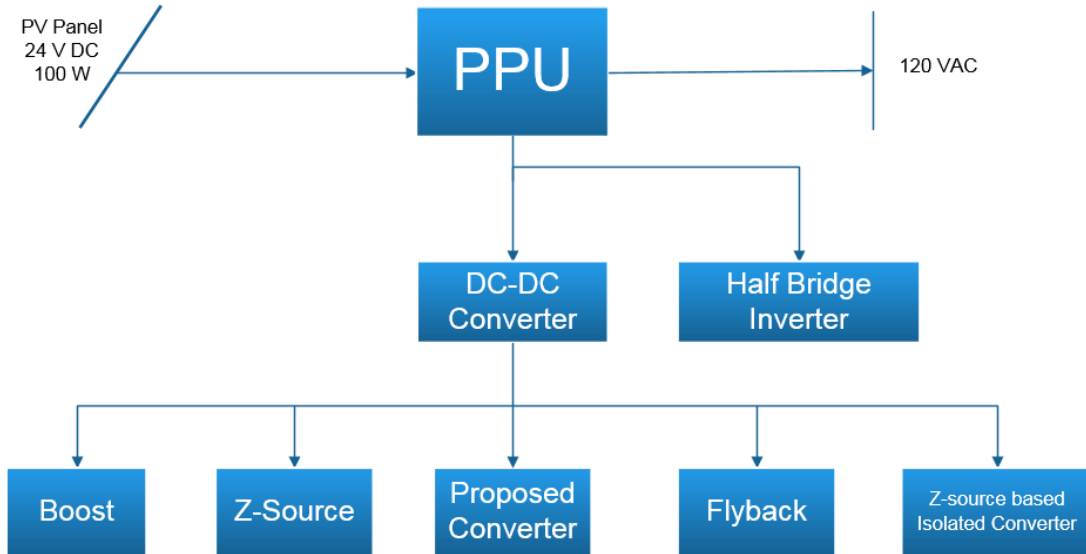 PV Panel
24 V DC
100 W
PPU
120 VAC
DC-DC
Converter
Half Bridge
Inverter
Boost
Z-Source
Proposed
Converter
Flyback
Z-source based
Isolated Converter